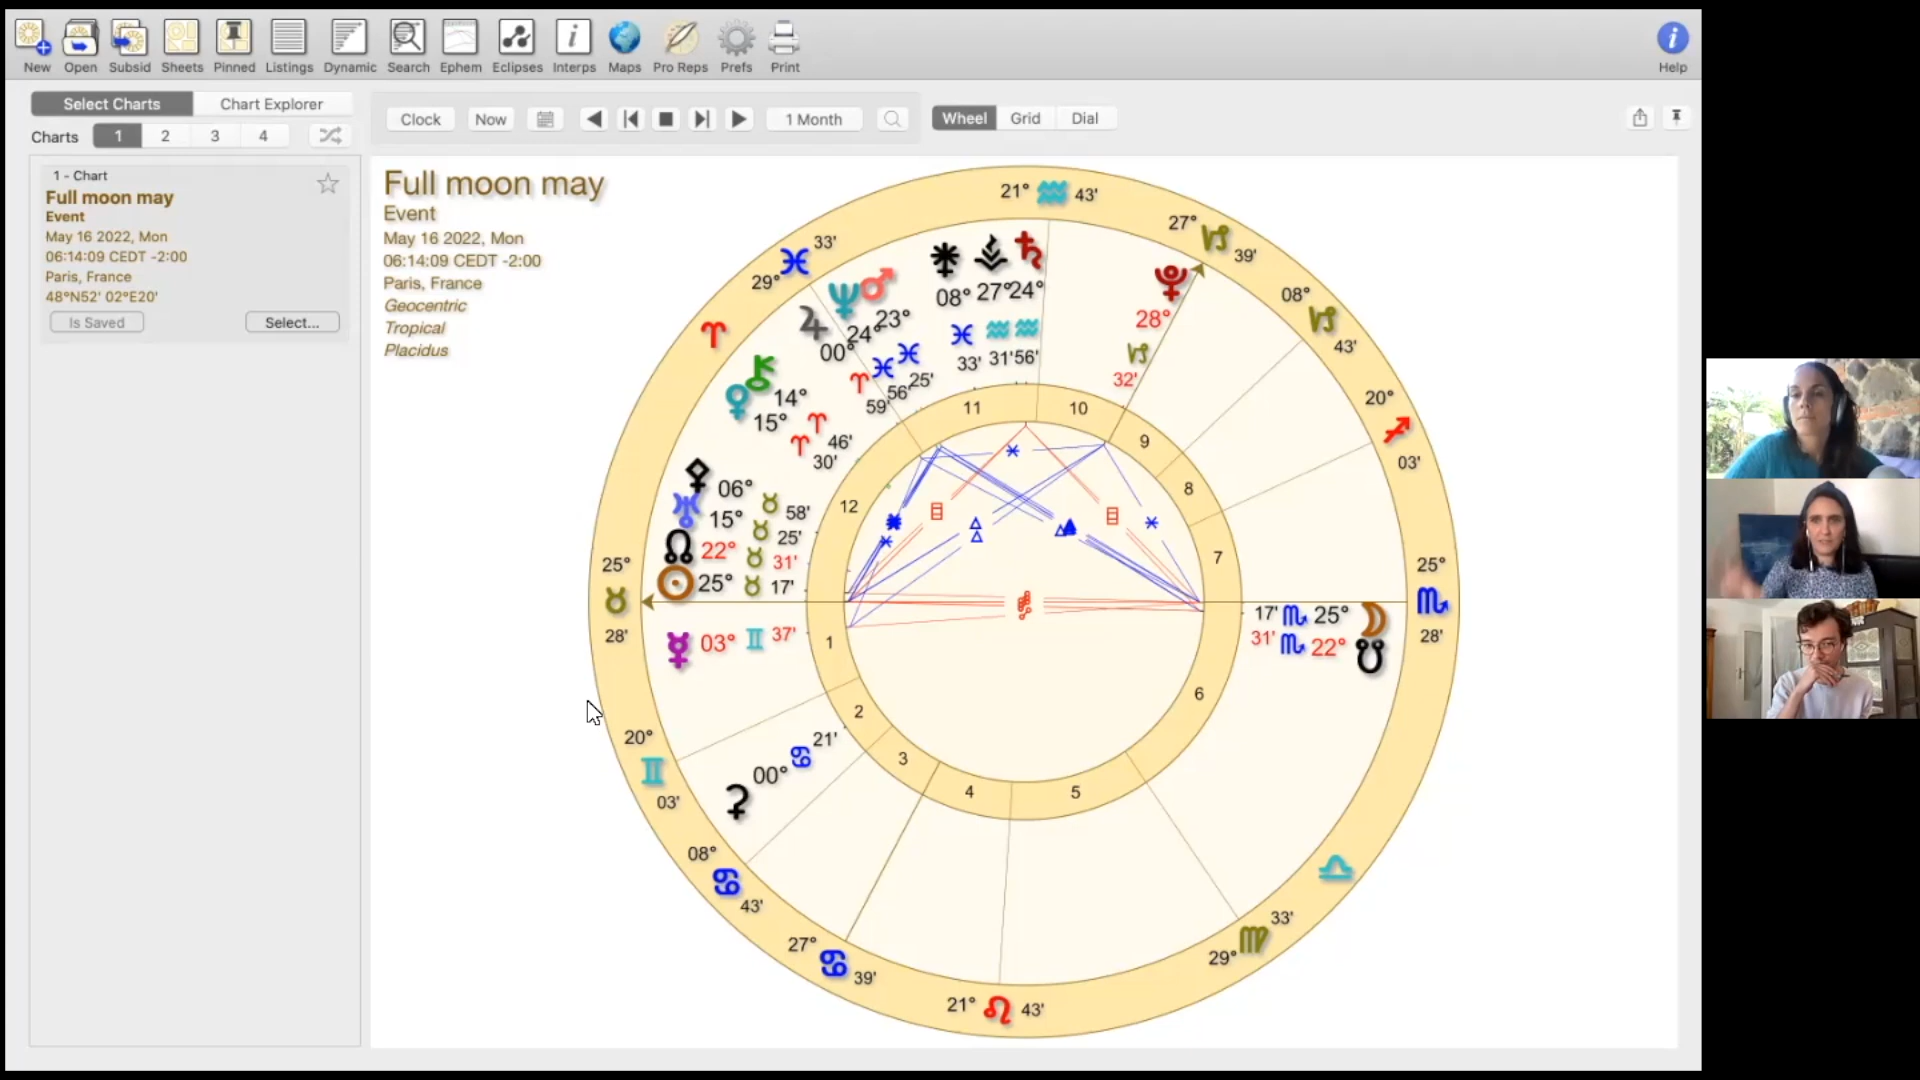 New Open Subsid Sheets Pinned Listings Dynamic Search Ephem Eclipses Interps Maps Pro Reps Prefs Print Help
Select Charts Chart Explorer
Charts 1 2 3 4
Clock Now 1 Month Wheel Grid Dial
1 - Chart
Full moon may
Event
May 16 2022, Mon
06:14:09 CEDT -2:00
Paris, France
48°N52' 02°E20'
Is Saved Select...
Full moon may
Event
May 16 2022, Mon
06:14:09 CEDT -2:00
Paris, France
Geocentric
Tropical
Placidus
21° ♒ 43'
27° ♑ 39'
08° ♑ 43'
20° ♐ 03'
25° ♏ 28'
29° ♍ 33'
♎
21° ♌ 43'
27° ♋ 39'
08° ♋ 43'
20° ♊ 03'
25° ♉ 28'
♈
29° ♓ 33'
♄ 24° ♒ 56'
27° ♒ 31'
08° ♓ 33'
♂ 23° ♓ 25'
♆ 24° ♓ 56'
♃ 00° ♈ 59'
14° ♈ 46'
♀ 15° ♈ 30'
06° ♉ 58'
♅ 15° ♉ 25'
☊ 22° ♉ 31'
☉ 25° ♉ 17'
☿ 03° ♊ 37'
00° ♋ 21'
28° ♑ 32'
17' ♏ 25° ☽
31' ♏ 22° ☋
1
2
3
4
5
6
7
8
9
10
11
12